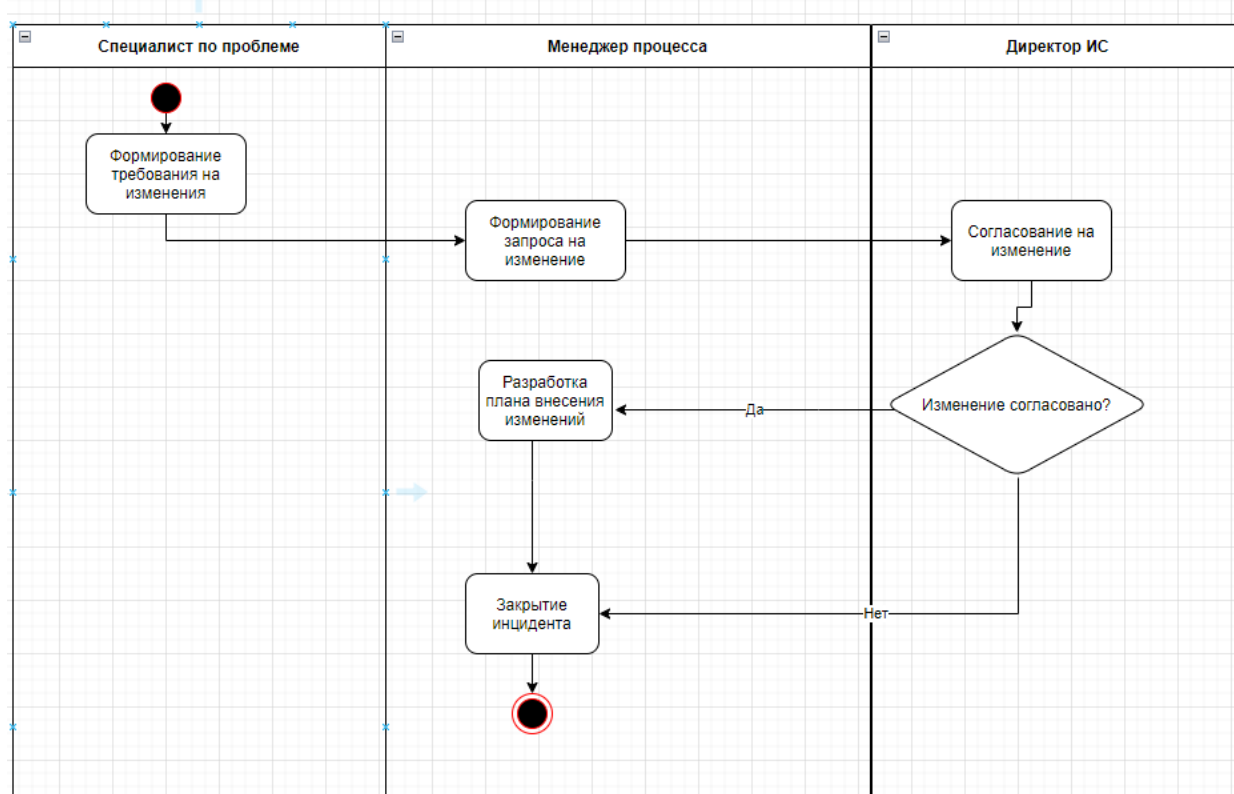 Специалист по проблеме
Менеджер процесса
Директор ИС
Формирование
требования на
изменения
Формирование
запроса на
изменение
Согласование на
изменение
Разработка
плана внесения
изменений
Да
Изменение согласовано?
Закрытие
инцидента
Нет